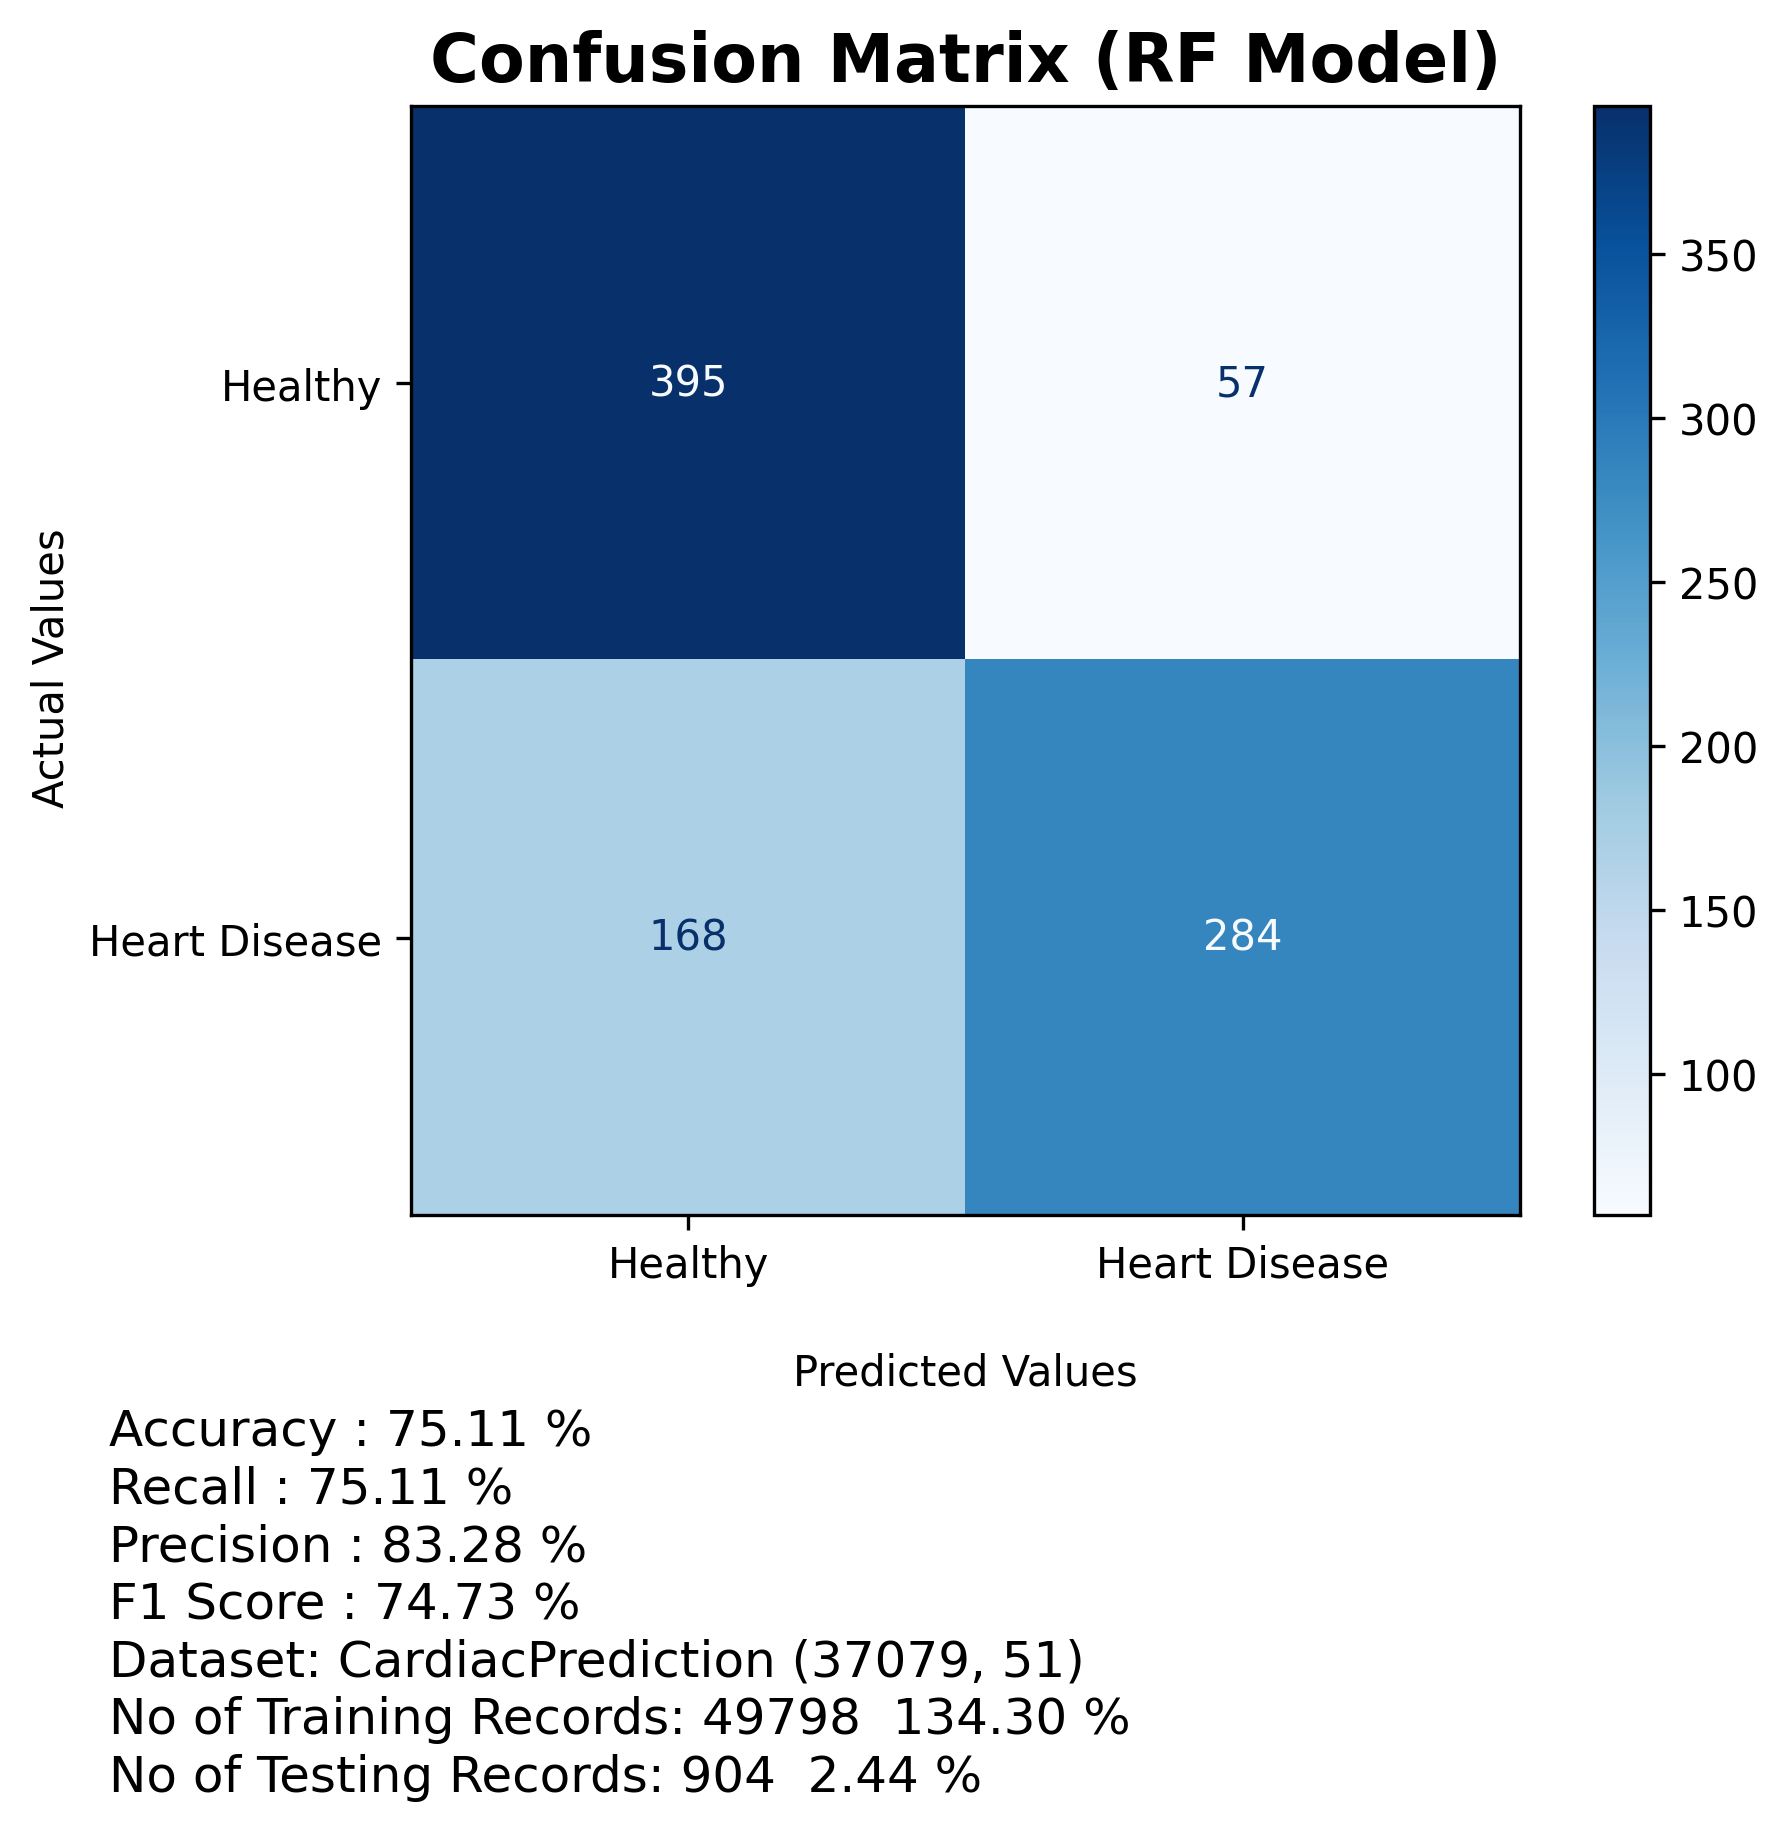 Confusion Matrix (RF Model)
Actual Values
Healthy
395
57
Heart Disease
168
284
Healthy
Heart Disease
Predicted Values
350
300
250
200
150
100
Accuracy : 75.11 %
Recall : 75.11 %
Precision : 83.28 %
F1 Score : 74.73 %
Dataset: CardiacPrediction (37079, 51)
No of Training Records: 49798  134.30 %
No of Testing Records: 904  2.44 %